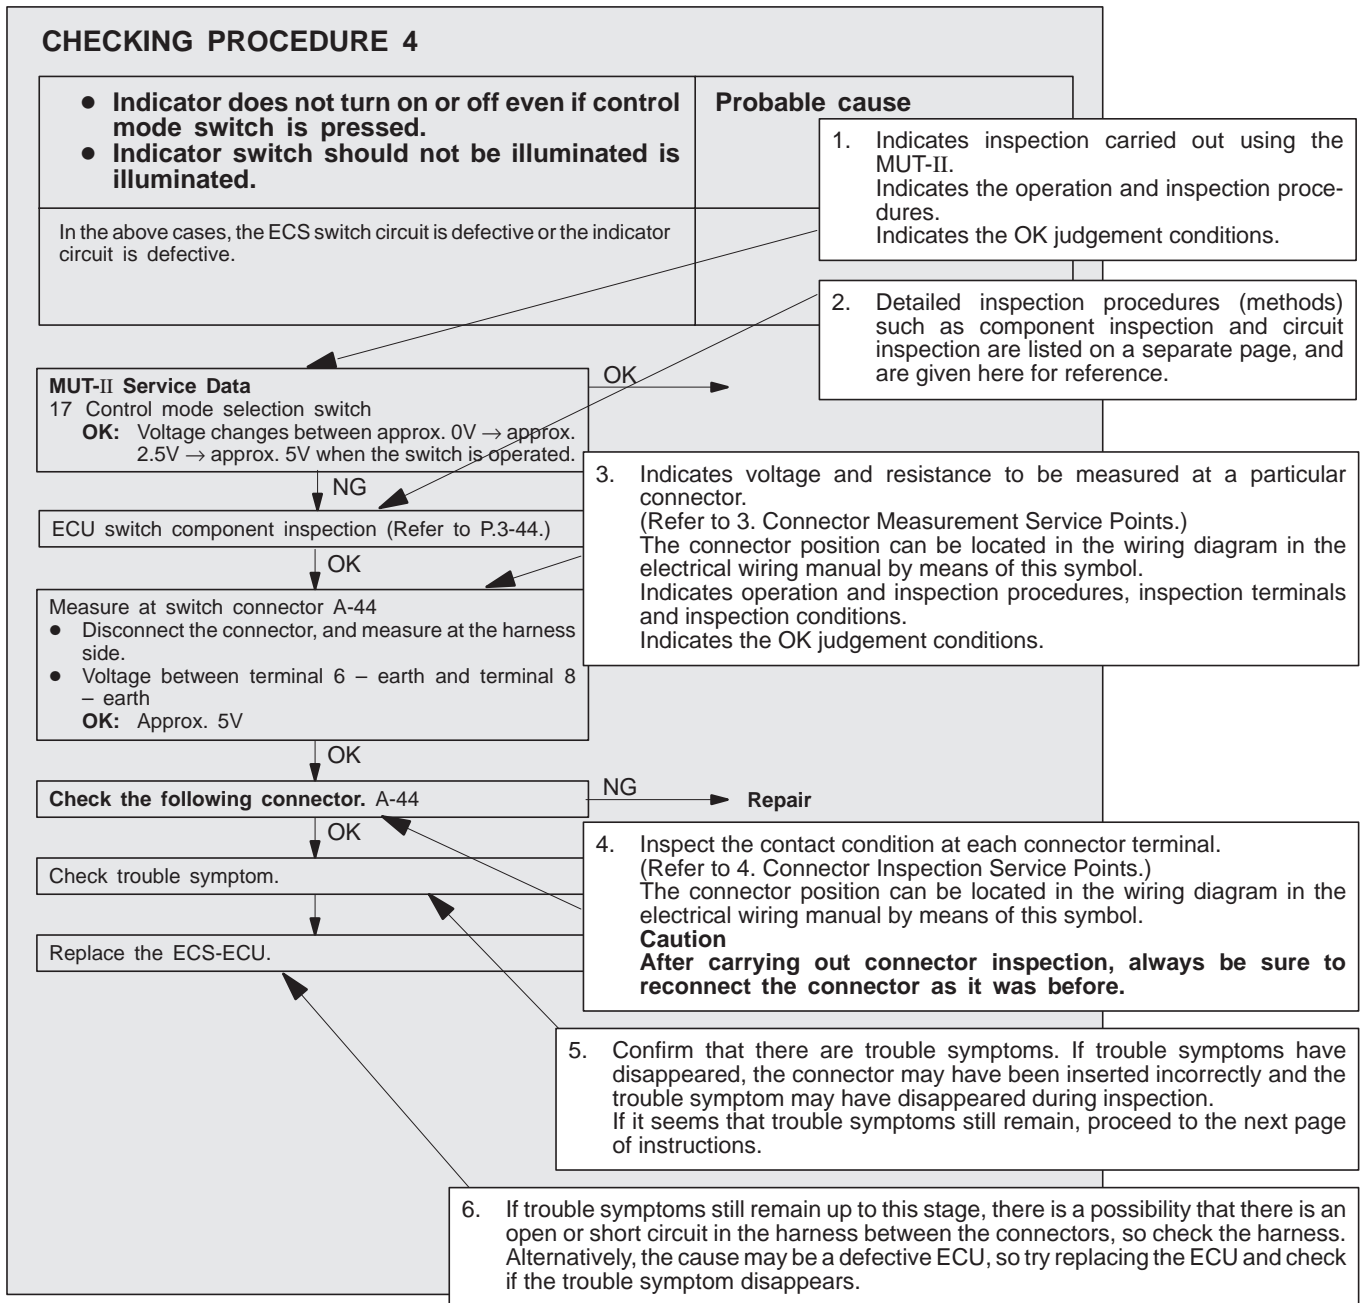 CHECKING PROCEDURE 4
● Indicator does not turn on or off even if control
mode switch is pressed.
● Indicator switch should not be illuminated is
illuminated.
Probable cause
In the above cases, the ECS switch circuit is defective or the indicator
circuit is defective.
1. Indicates inspection carried out using the
MUT-II.
Indicates the operation and inspection proce-
dures.
Indicates the OK judgement conditions.
2. Detailed inspection procedures (methods)
such as component inspection and circuit
inspection are listed on a separate page, and
are given here for reference.
MUT-II Service Data
17 Control mode selection switch
OK: Voltage changes between approx. 0V → approx.
2.5V → approx. 5V when the switch is operated.
OK
NG
ECU switch component inspection (Refer to P.3-44.)
OK
3. Indicates voltage and resistance to be measured at a particular
connector.
(Refer to 3. Connector Measurement Service Points.)
The connector position can be located in the wiring diagram in the
electrical wiring manual by means of this symbol.
Indicates operation and inspection procedures, inspection terminals
and inspection conditions.
Indicates the OK judgement conditions.
Measure at switch connector A-44
● Disconnect the connector, and measure at the harness
side.
● Voltage between terminal 6 – earth and terminal 8
– earth
OK: Approx. 5V
OK
Check the following connector. A-44
NG
Repair
OK
4. Inspect the contact condition at each connector terminal.
(Refer to 4. Connector Inspection Service Points.)
The connector position can be located in the wiring diagram in the
electrical wiring manual by means of this symbol.
Caution
After carrying out connector inspection, always be sure to
reconnect the connector as it was before.
Check trouble symptom.
Replace the ECS-ECU.
5. Confirm that there are trouble symptoms. If trouble symptoms have
disappeared, the connector may have been inserted incorrectly and the
trouble symptom may have disappeared during inspection.
If it seems that trouble symptoms still remain, proceed to the next page
of instructions.
6. If trouble symptoms still remain up to this stage, there is a possibility that there is an
open or short circuit in the harness between the connectors, so check the harness.
Alternatively, the cause may be a defective ECU, so try replacing the ECU and check
if the trouble symptom disappears.